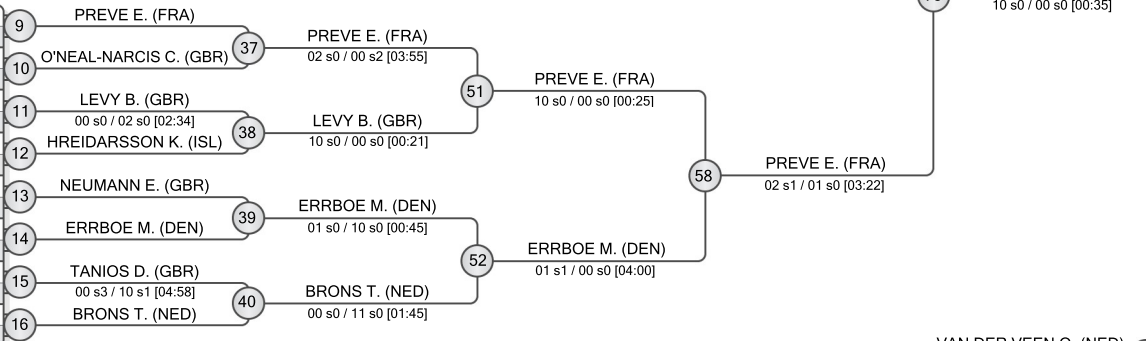 10 s0 / 00 s0 [00:35]
9
PREVE E. (FRA)
37
PREVE E. (FRA)
02 s0 / 00 s2 [03:55]
10
O'NEAL-NARCIS C. (GBR)
51
PREVE E. (FRA)
10 s0 / 00 s0 [00:25]
11
LEVY B. (GBR)
00 s0 / 02 s0 [02:34]
38
LEVY B. (GBR)
10 s0 / 00 s0 [00:21]
12
HREIDARSSON K. (ISL)
58
PREVE E. (FRA)
02 s1 / 01 s0 [03:22]
13
NEUMANN E. (GBR)
39
ERRBOE M. (DEN)
01 s0 / 10 s0 [00:45]
14
ERRBOE M. (DEN)
52
ERRBOE M. (DEN)
01 s1 / 00 s0 [04:00]
15
TANIOS D. (GBR)
00 s3 / 10 s1 [04:58]
40
BRONS T. (NED)
00 s0 / 11 s0 [01:45]
16
BRONS T. (NED)
VAN DER VEEN G. (NED)